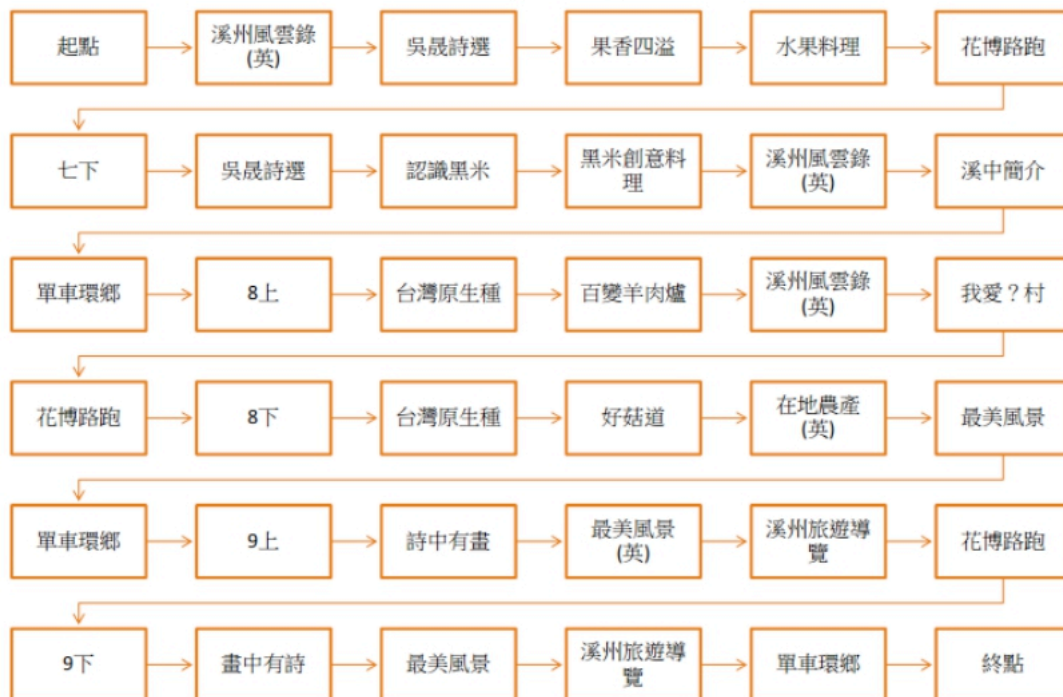 起點
溪州風雲錄
(英)
吳晟詩選
果香四溢
水果料理
花博路跑
七下
吳晟詩選
認識黑米
黑米創意料
理
溪州風雲錄
(英)
溪中簡介
單車環鄉
8上
台灣原生種
百變羊肉爐
溪州風雲錄
(英)
我愛？村
花博路跑
8下
台灣原生種
好菇道
在地農產
(英)
最美風景
單車環鄉
9上
詩中有畫
最美風景
(英)
溪州旅遊導
覽
花博路跑
9下
畫中有詩
最美風景
溪州旅遊導
覽
單車環鄉
終點